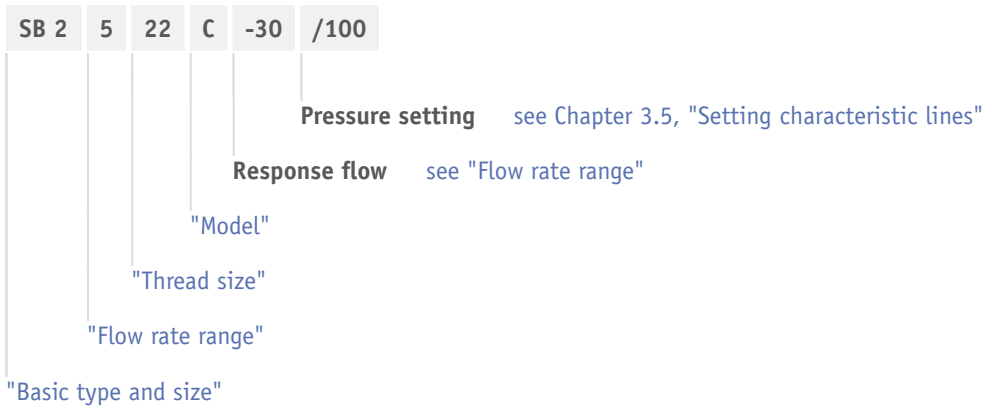 SB 2 5 22 C -30 /100
Pressure setting see Chapter 3.5, "Setting characteristic lines"
Response flow see "Flow rate range"
"Model"
"Thread size"
"Flow rate range"
"Basic type and size"